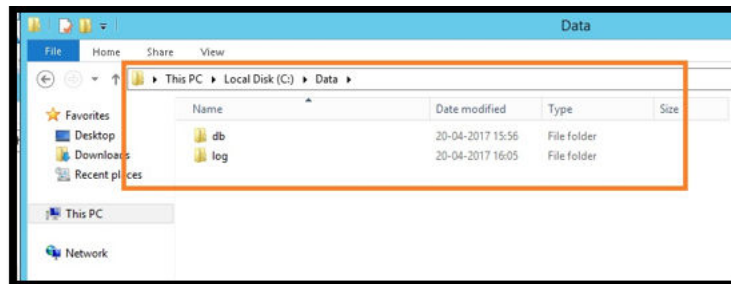 Data
File Home Share View
This PC Local Disk (C:) Data
Name Date modified Type Size
Favorites
Desktop
Downloads
Recent places
This PC
Network
db 20-04-2017 15:56 File folder
log 20-04-2017 16:05 File folder